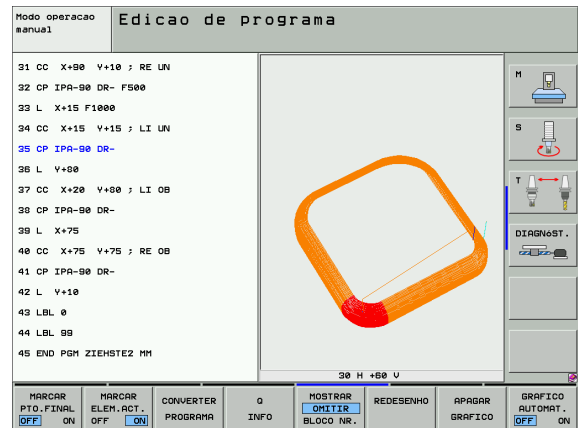 Modo operacao
manual
Edicao de programa
31 CC X+90 Y+10 ; RE UN
32 CP IPA-90 DR- F500
33 L X+15 F1000
34 CC X+15 Y+15 ; LI UN
35 CP IPA-90 DR-
36 L Y+80
37 CC X+20 Y+80 ; LI OB
38 CP IPA-90 DR-
39 L X+75
40 CC X+75 Y+75 ; RE OB
41 CP IPA-90 DR-
42 L Y+10
43 LBL 0
44 LBL 99
45 END PGM ZIEHSTE2 MM
30 H +60 V
M
S
T
DIAGNóST.
MARCAR
PTO.FINAL
OFF ON
MARCAR
ELEM.ACT.
OFF ON
CONVERTER
PROGRAMA
Q
INFO
MOSTRAR
OMITIR
BLOCO NR.
REDESENHO
APAGAR
GRAFICO
GRAFICO
AUTOMAT.
OFF ON